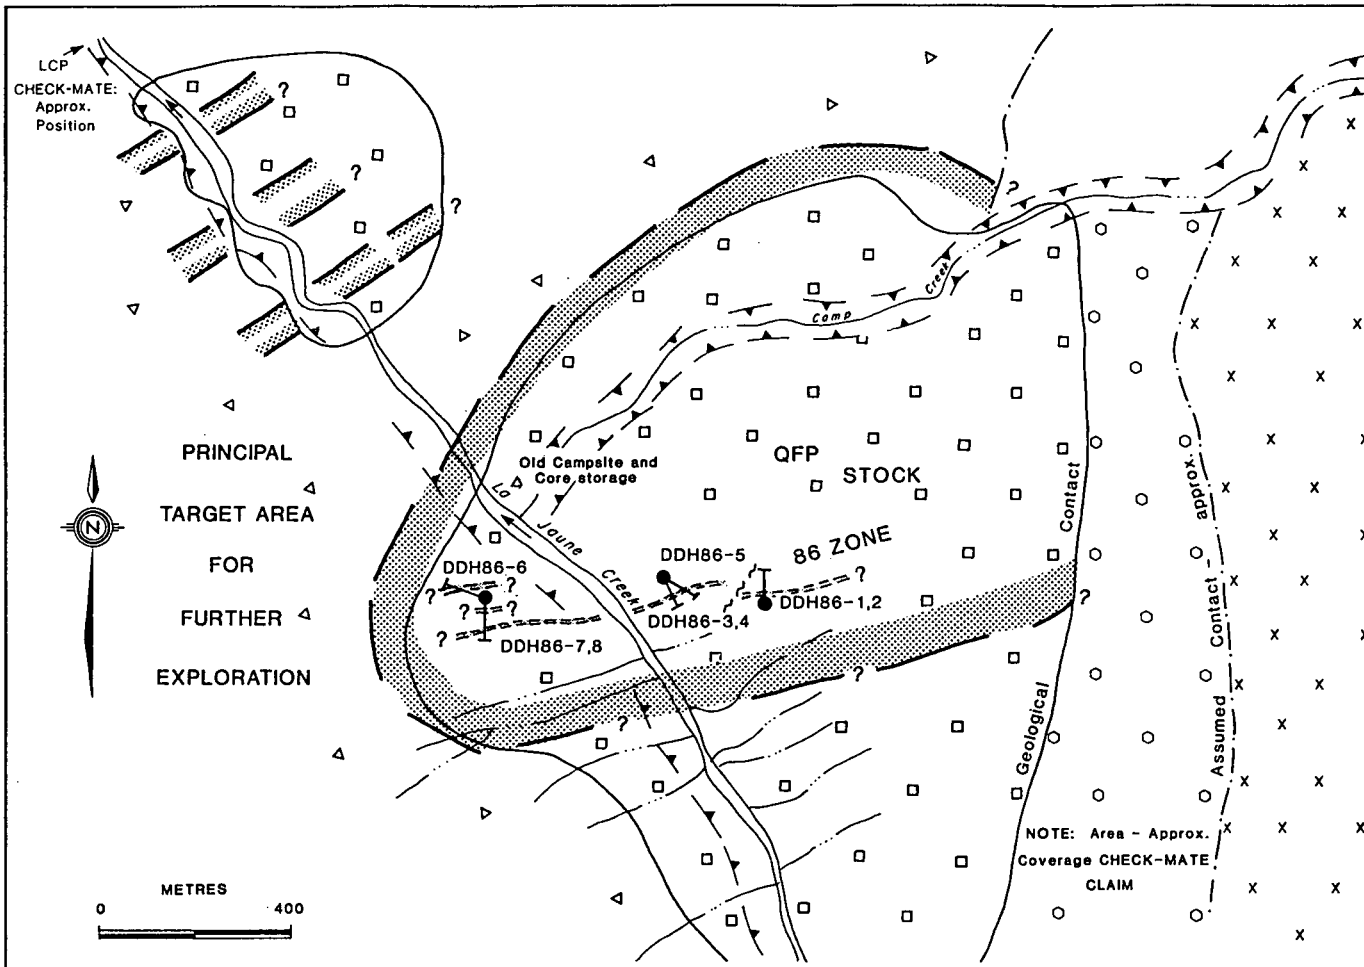 LCP
CHECK-MATE:
Approx.
Position
?
?
?
?
Creek
Camp
PRINCIPAL
TARGET AREA
FOR
FURTHER
EXPLORATION
N
Old Campsite and
Core storage
QFP
STOCK
La
Jaune
Creek
86 ZONE
DDH86-5
DDH86-6
DDH86-1,2
DDH86-3,4
DDH86-7,8
?
?
?
?
?
?
?
?
?
Contact
Geological
Assumed Contact - approx.
NOTE: Area - Approx.
Coverage CHECK-MATE
CLAIM
METRES
0 400